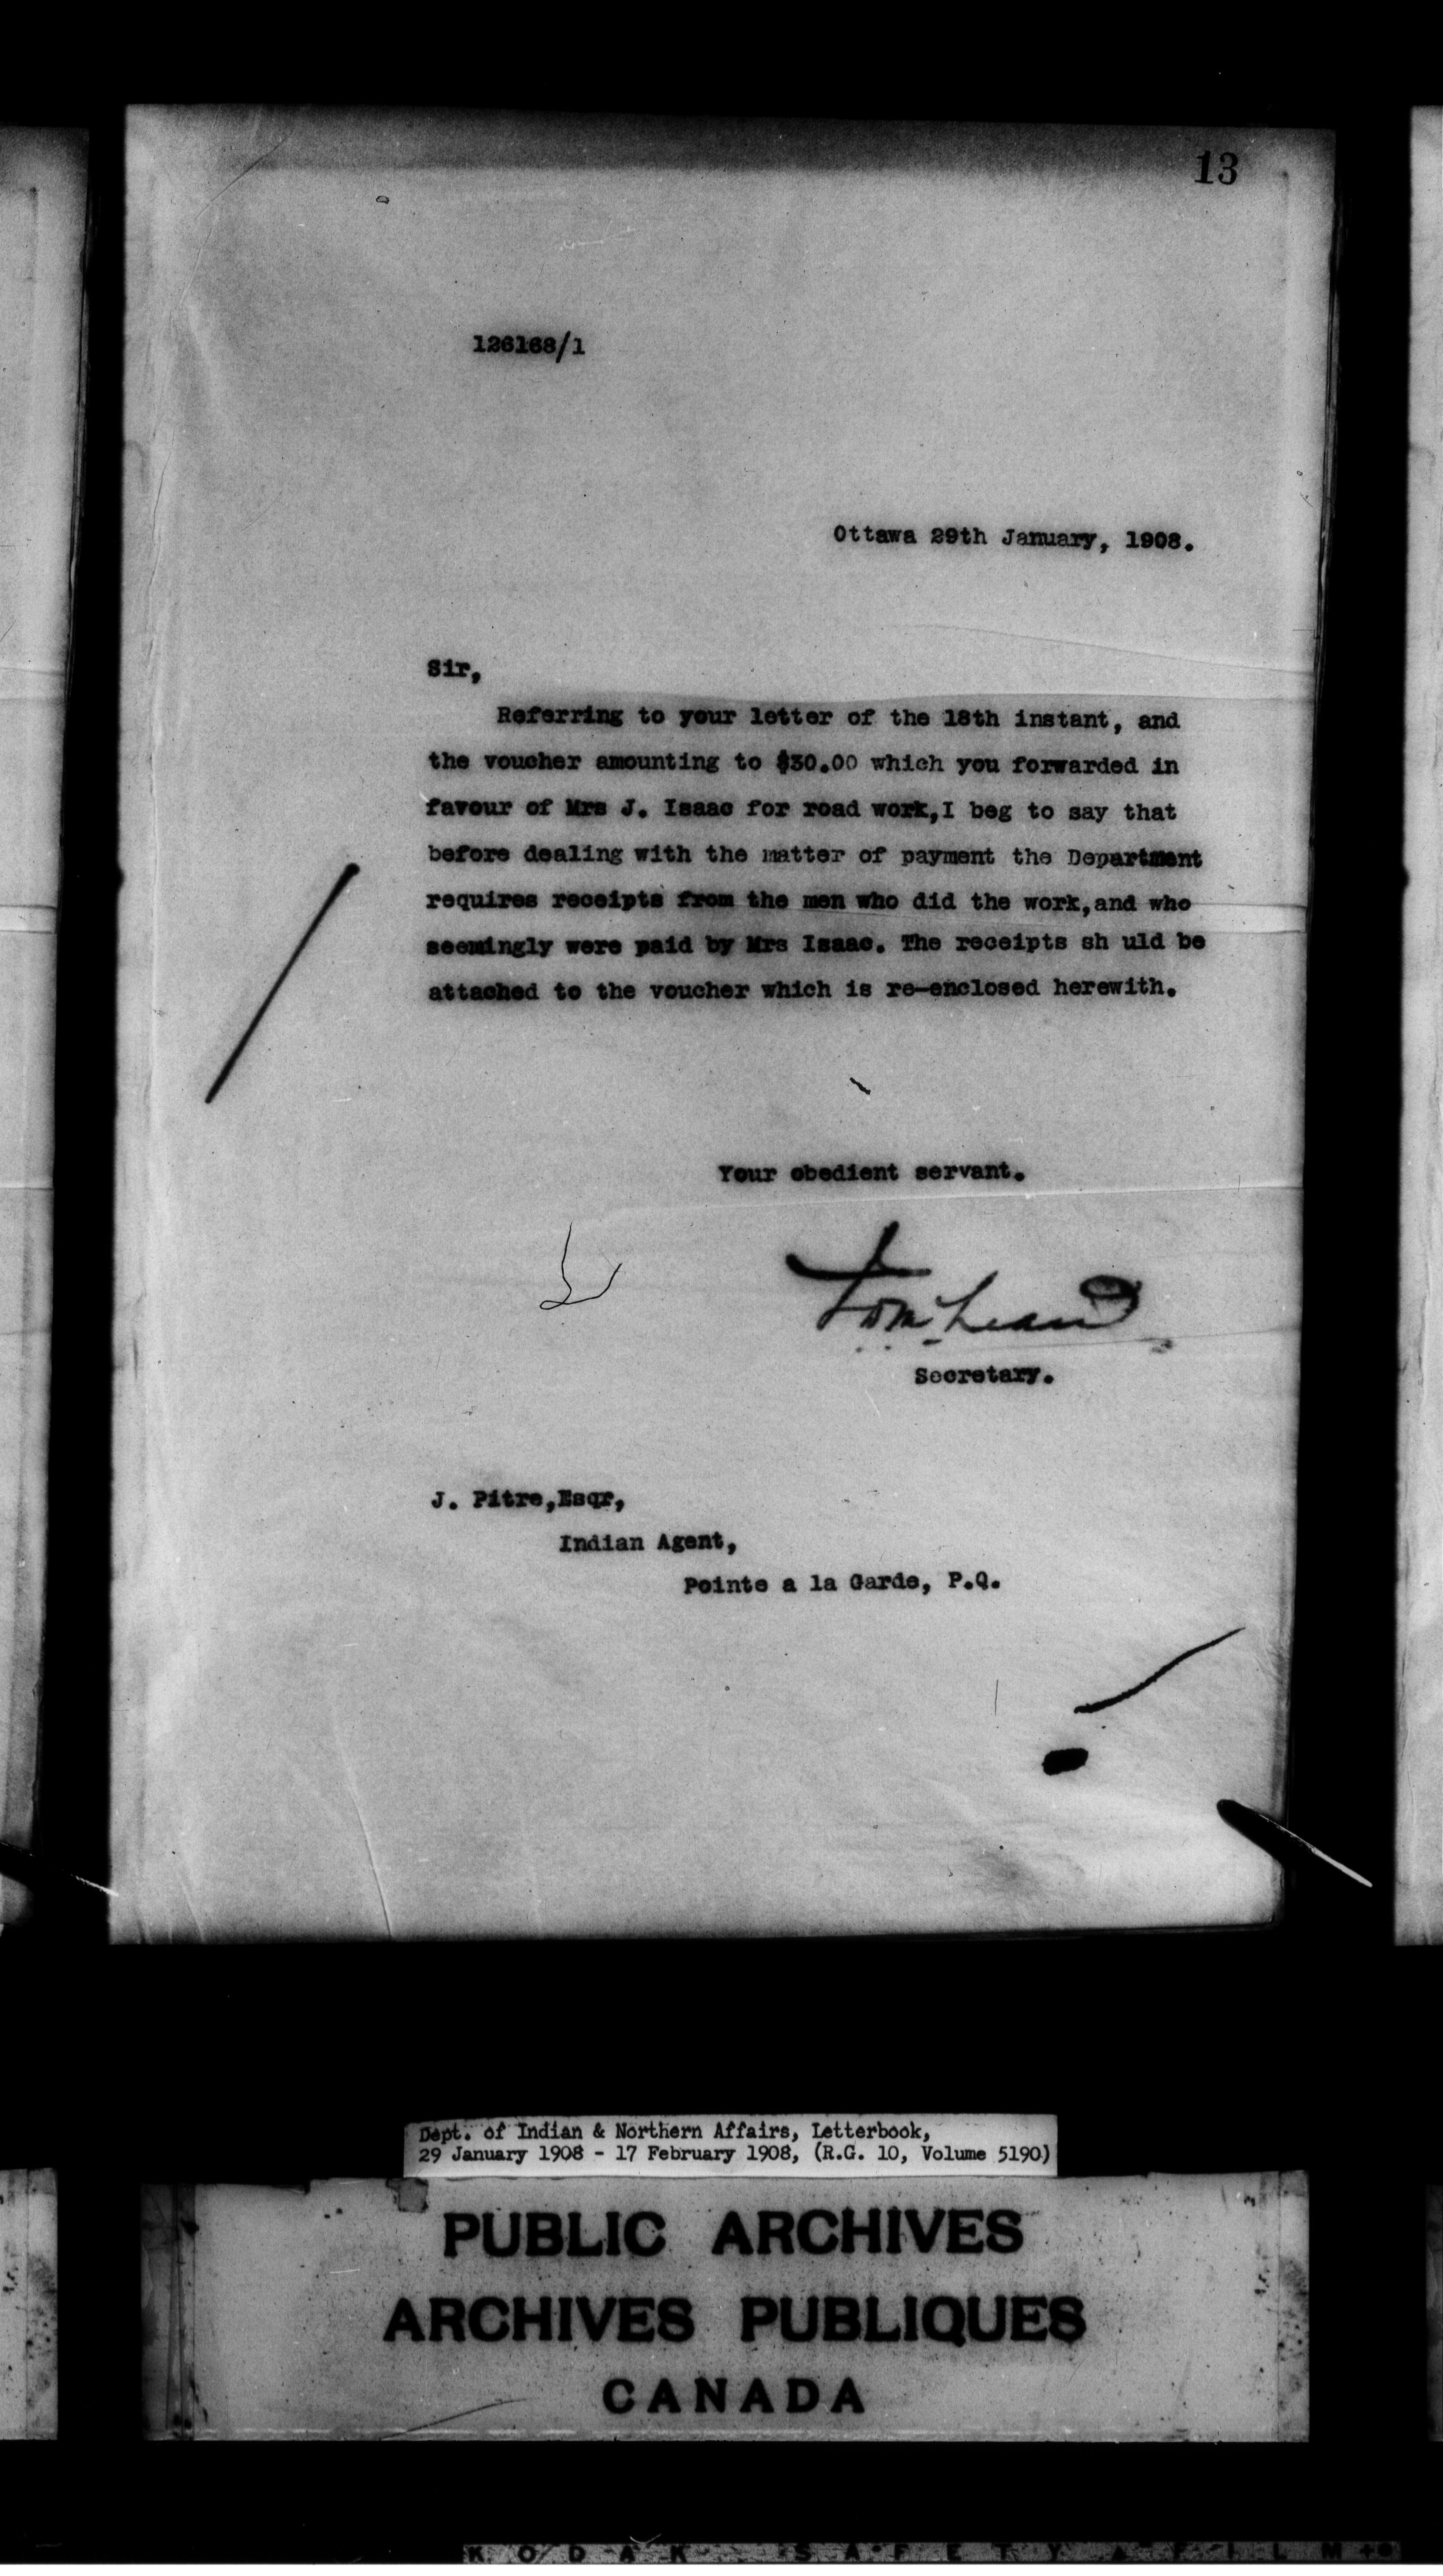 13
126168/1
Ottawa 29th January, 1908.
Sir,
Referring to your letter of the 18th instant, and
the voucher amounting to $30.00 which you forwarded in
favour of Mrs J. Isaac for road work,I beg to say that
before dealing with the matter of payment the Department
requires receipts from the men who did the work,and who
seemingly were paid by Mrs Isaac. The receipts sh uld be
attached to the voucher which is re-enclosed herewith.
Your obedient servant.
Secretary.
J. Pitre,Esqr,
Indian Agent,
Pointe a la Garde, P.Q.
Dept. of Indian & Northern Affairs, Letterbook,
29 January 1908 - 17 February 1908, (R.G. 10, Volume 5190)
PUBLIC ARCHIVES
ARCHIVES PUBLIQUES
CANADA
KODAK SAFETY FILM